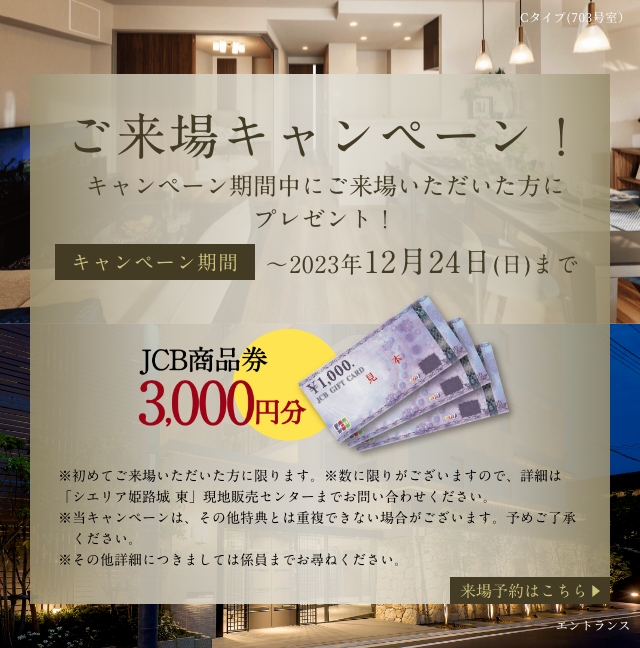 Cタイプ(703号室)
ご来場キャンペーン！
キャンペーン期間中にご来場いただいた方に
プレゼント！
キャンペーン期間 ～2023年12月24日(日)まで
JCB商品券
3,000円分
¥1,000.
JCB GIFT CARD
見本
JCB
※初めてご来場いただいた方に限ります。※数に限りがございますので、詳細は
「シエリア姫路城 東」現地販売センターまでお問い合わせください。
※当キャンペーンは、その他特典とは重複できない場合がございます。予めご了承
ください。
※その他詳細につきましては係員までお尋ねください。
来場予約はこちら▶
エントランス